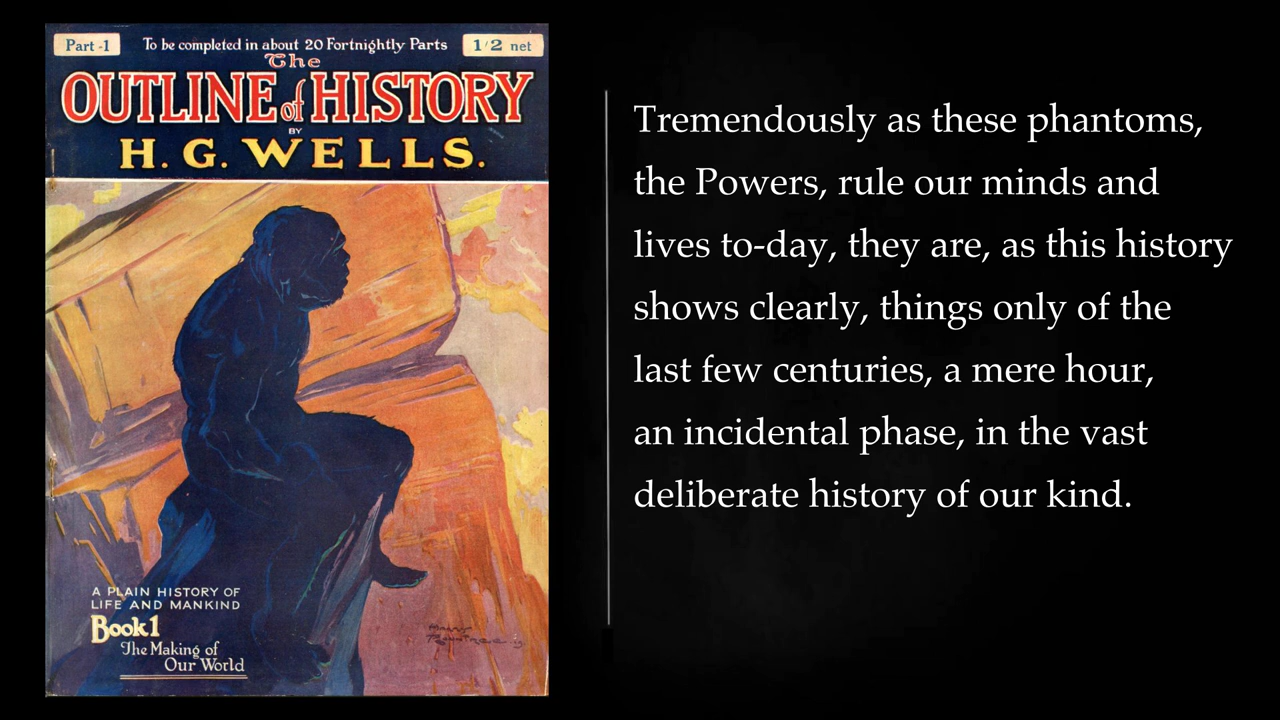 Part -1
To be completed in about 20 Fortnightly Parts
1/2 net
The
OUTLINE of HISTORY
BY
H. G. WELLS.
A PLAIN HISTORY OF
LIFE AND MANKIND
Book 1
The Making of
Our World
Tremendously as these phantoms,
the Powers, rule our minds and
lives to-day, they are, as this history
shows clearly, things only of the
last few centuries, a mere hour,
an incidental phase, in the vast
deliberate history of our kind.